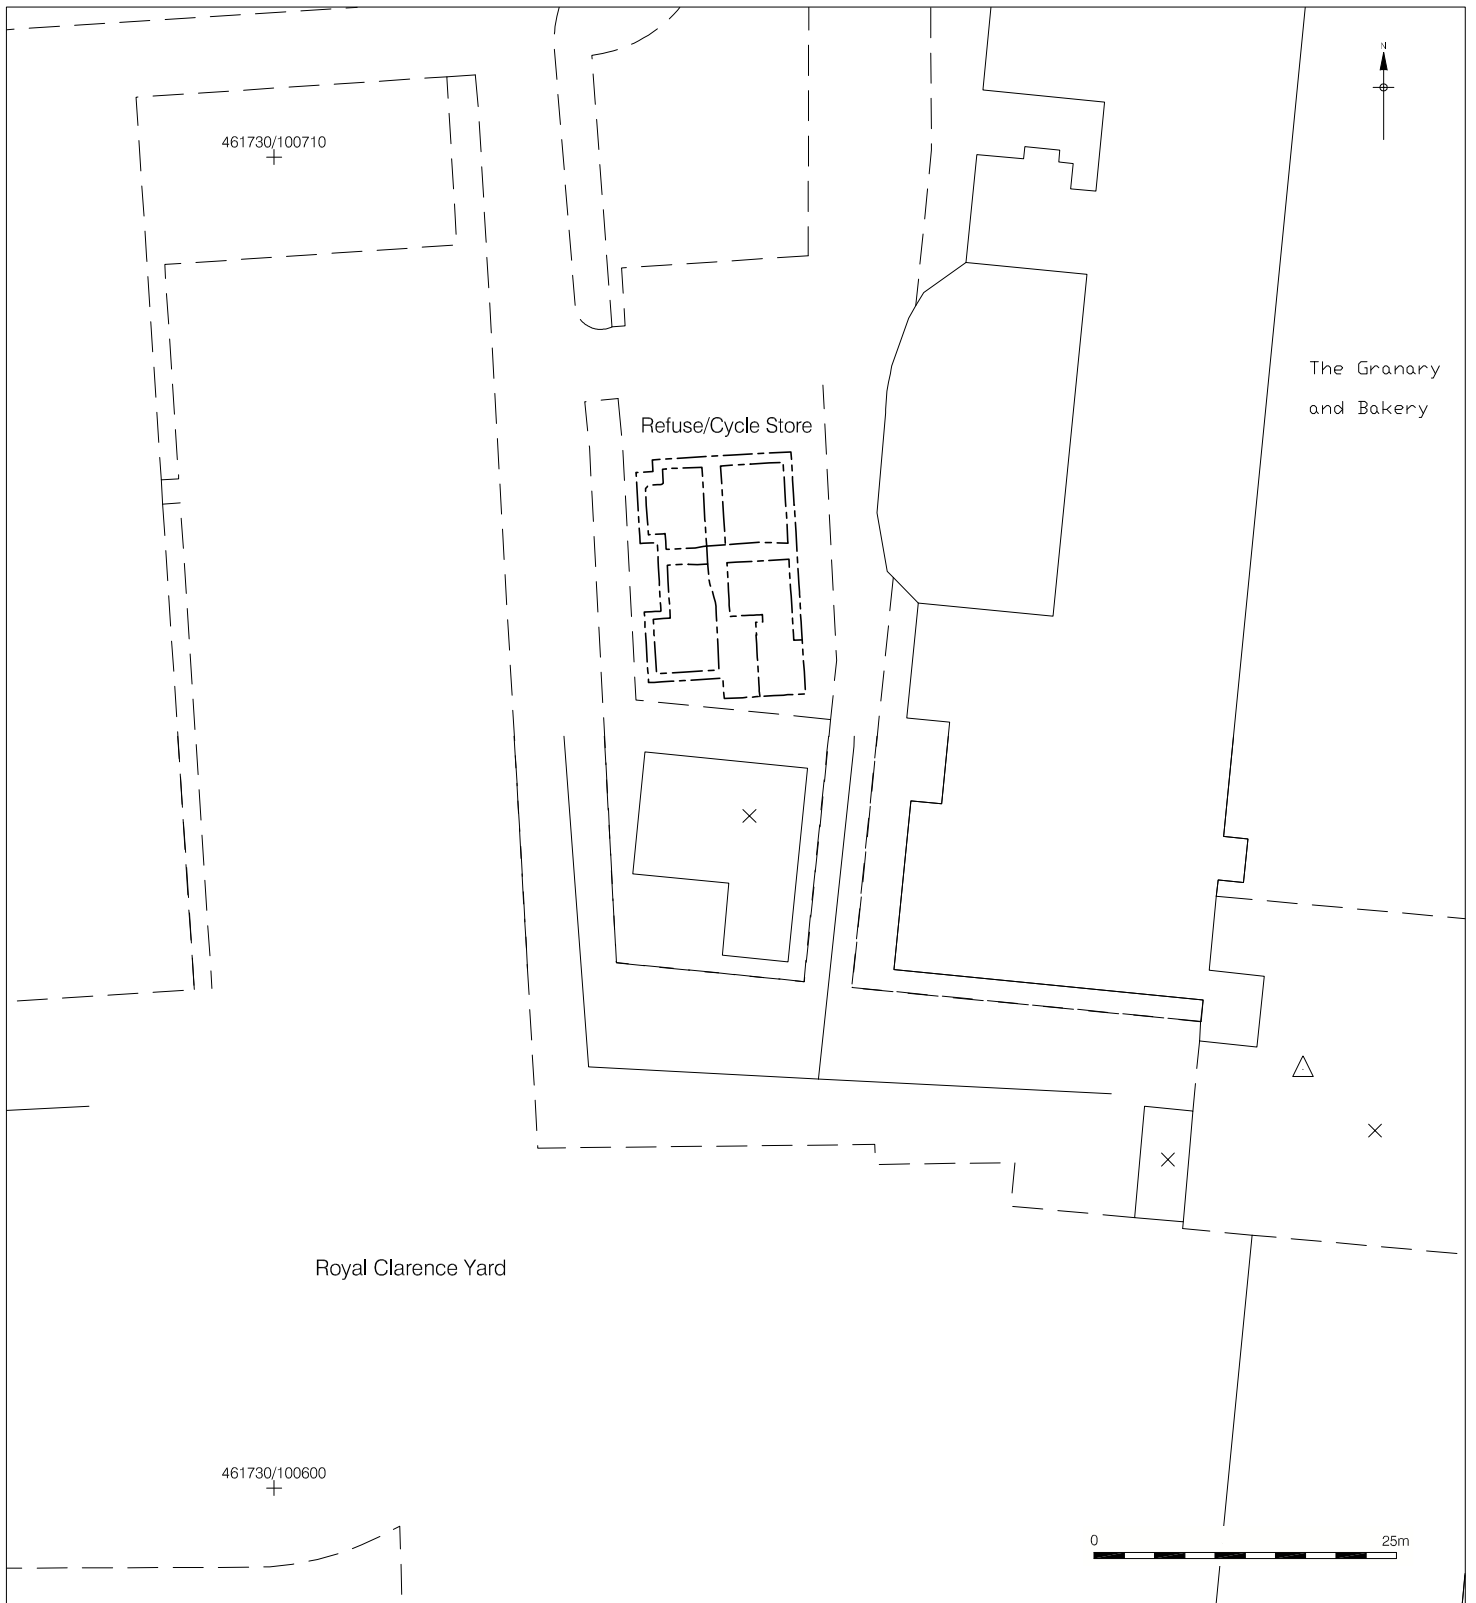 N
461730/100710
The Granary
and Bakery
Refuse/Cycle Store
Royal Clarence Yard
461730/100600
0 25m